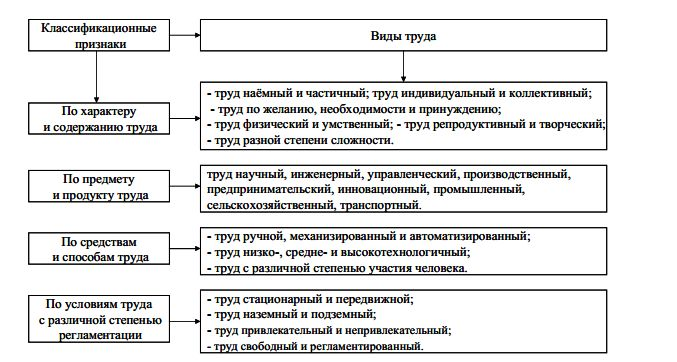 Классификационные
признаки
Виды труда
По характеру
и содержанию труда
- труд наёмный и частичный; труд индивидуальный и коллективный;
- труд по желанию, необходимости и принуждению;
- труд физический и умственный; - труд репродуктивный и творческий;
- труд разной степени сложности.
По предмету
и продукту труда
труд научный, инженерный, управленческий, производственный,
предпринимательский, инновационный, промышленный,
сельскохозяйственный, транспортный.
По средствам
и способам труда
- труд ручной, механизированный и автоматизированный;
- труд низко-, средне- и высокотехнологичный;
- труд с различной степенью участия человека.
По условиям труда
с различной степенью
регламентации
- труд стационарный и передвижной;
- труд наземный и подземный;
- труд привлекательный и непривлекательный;
- труд свободный и регламентированный.